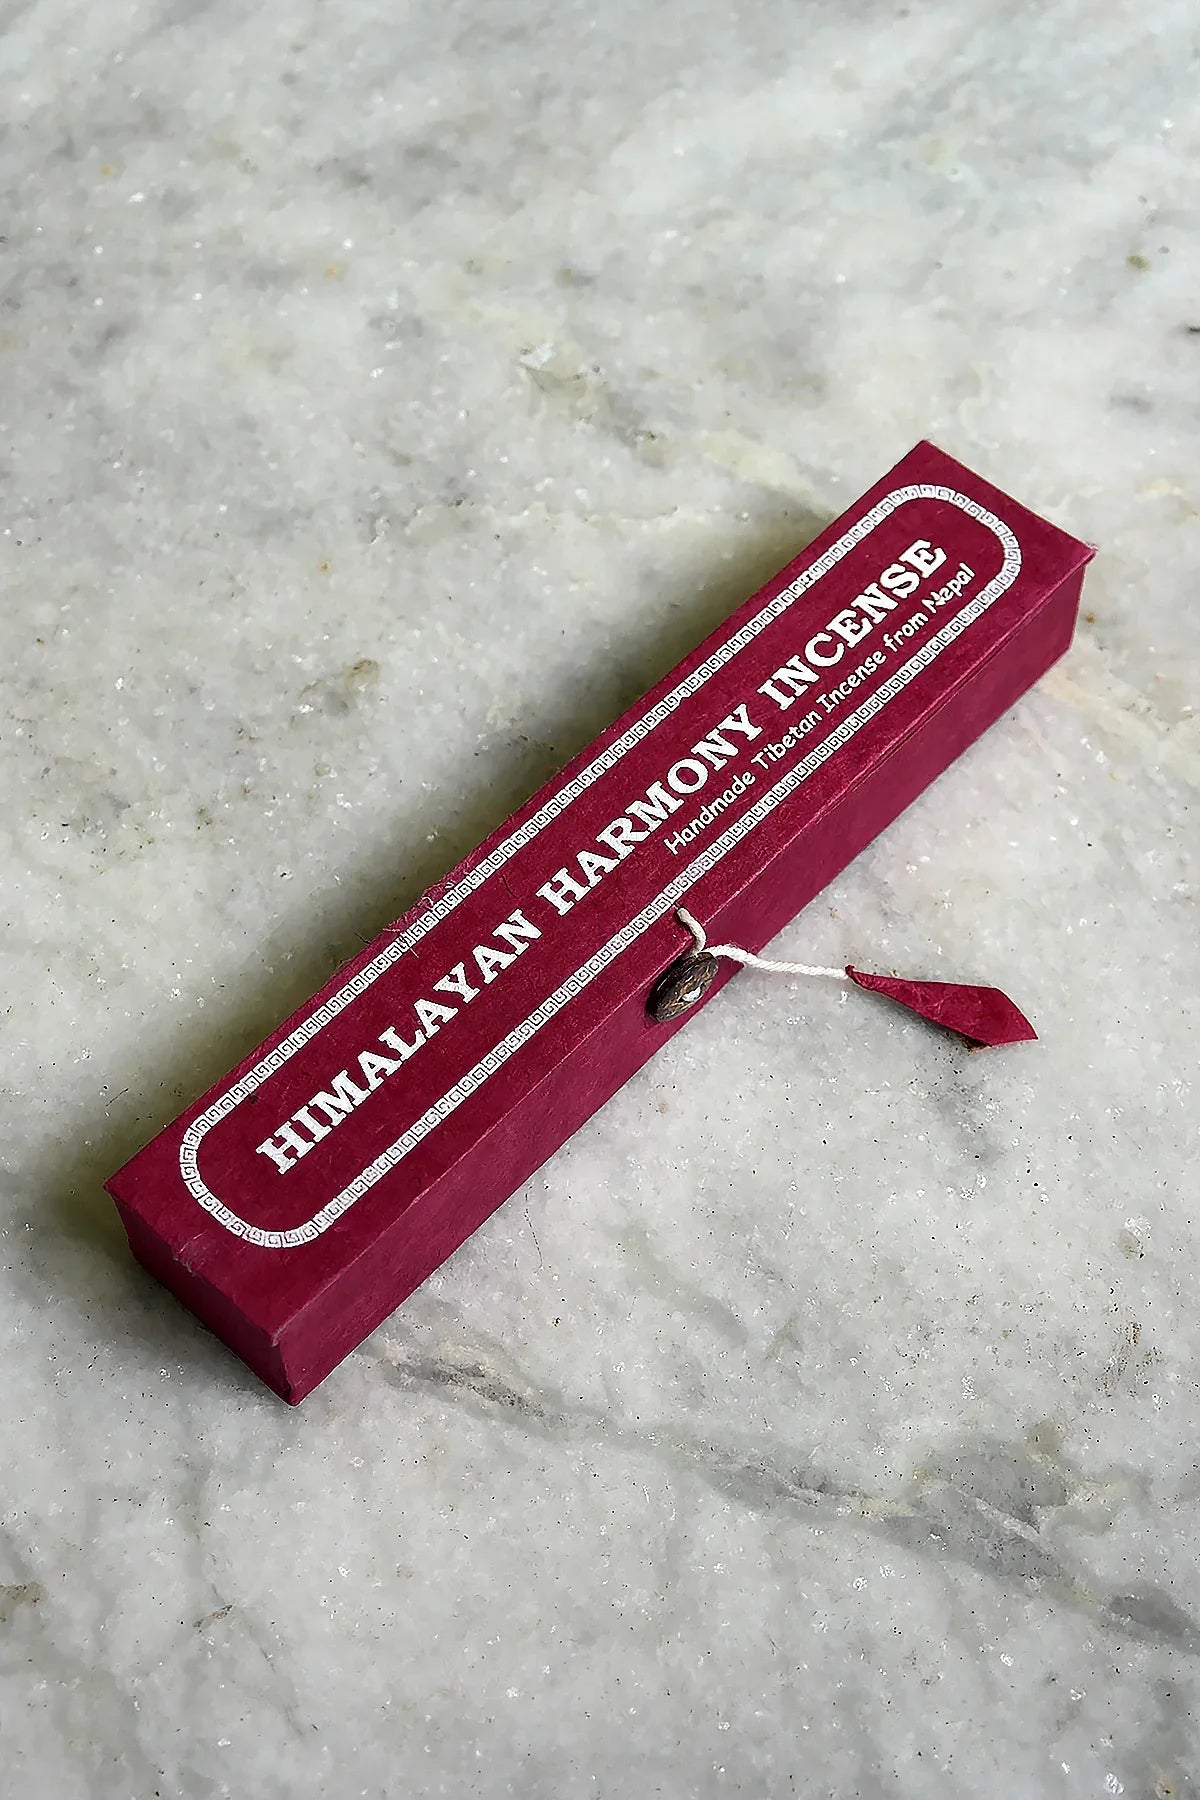 HIMALAYAN HARMONY INCENSE
Handmade Tibetan Incense from Nepal